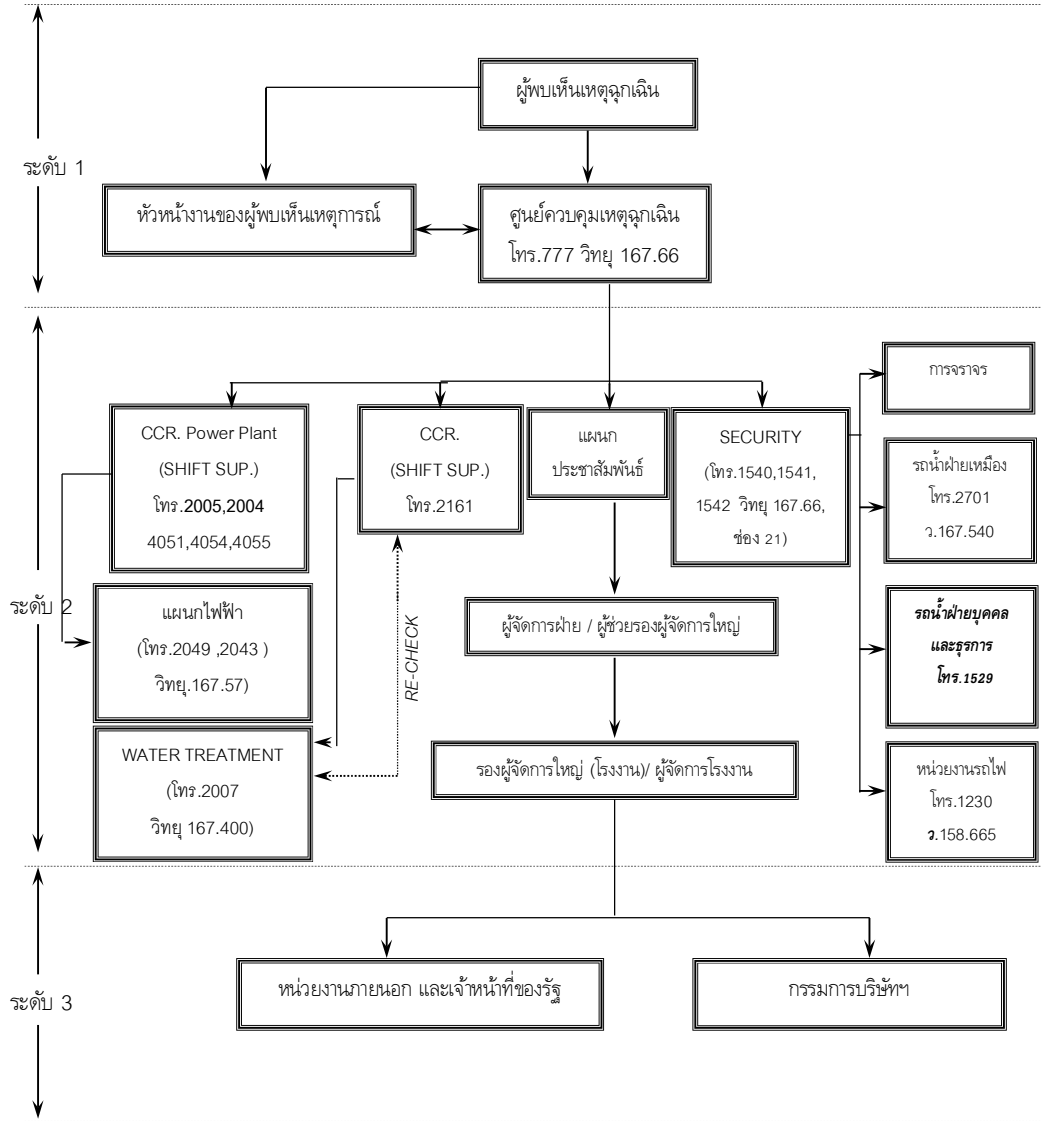 ผู้พบเห็นเหตุฉุกเฉิน
ระดับ 1
หัวหน้างานของผู้พบเห็นเหตุการณ์
ศูนย์ควบคุมเหตุฉุกเฉิน
โทร.777 วิทยุ 167.66
ระดับ 2
CCR. Power Plant
(SHIFT SUP.)
โทร.2005,2004
4051,4054,4055
CCR.
(SHIFT SUP.)
โทร.2161
แผนก
ประชาสัมพันธ์
SECURITY
(โทร.1540,1541,
1542 วิทยุ 167.66,
ช่อง 21)
การจราจร
รถน้ำฝ่ายเหมือง
โทร.2701
ว.167.540
รถน้ำฝ่ายบุคคล
และธุรการ
โทร.1529
หน่วยงานรถไฟ
โทร.1230
ว.158.665
แผนกไฟฟ้า
(โทร.2049 ,2043 )
วิทยุ.167.57)
WATER TREATMENT
(โทร.2007
วิทยุ 167.400)
RE-CHECK
ผู้จัดการฝ่าย / ผู้ช่วยรองผู้จัดการใหญ่
รองผู้จัดการใหญ่ (โรงงาน)/ ผู้จัดการโรงงาน
ระดับ 3
หน่วยงานภายนอก และเจ้าหน้าที่ของรัฐ
กรรมการบริษัทฯ